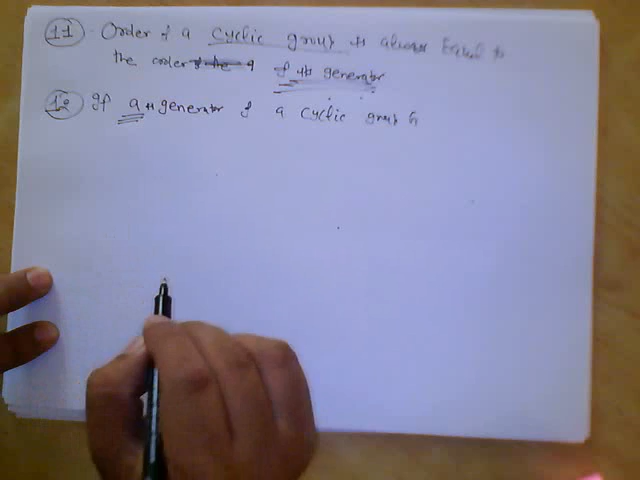 11. Order of a cyclic group is always Equal to
the order of its generator
12. If a is generator of a cyclic group G